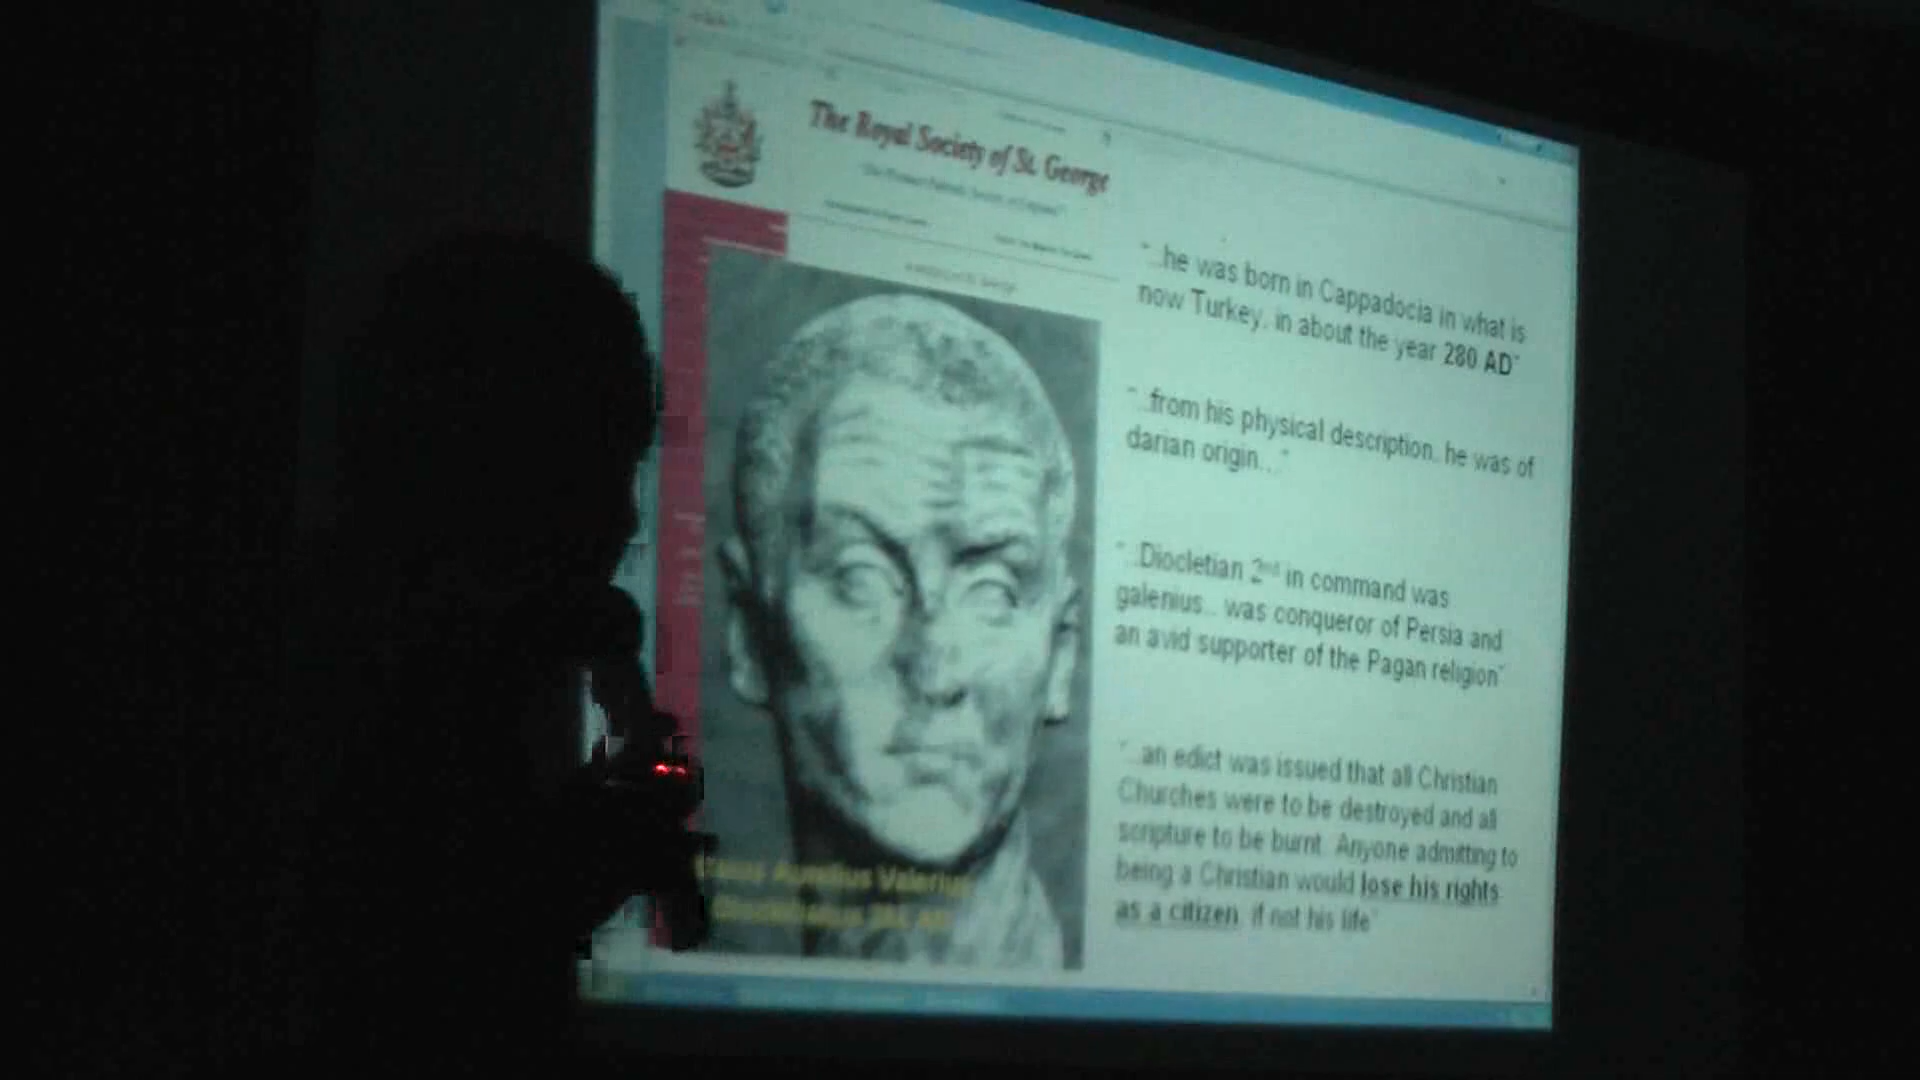 The Royal Society of St. George
"..he was born in Cappadocia in what is
now Turkey, in about the year 280 AD"
"..from his physical description, he was of
darian origin..."
"..Diocletian 2nd in command was
galenius.. was conqueror of Persia and
an avid supporter of the Pagan religion"
"..an edict was issued that all Christian
Churches were to be destroyed and all
scripture to be burnt. Anyone admitting to
being a Christian would lose his rights
as a citizen, if not his life"
Aurelius Valerius